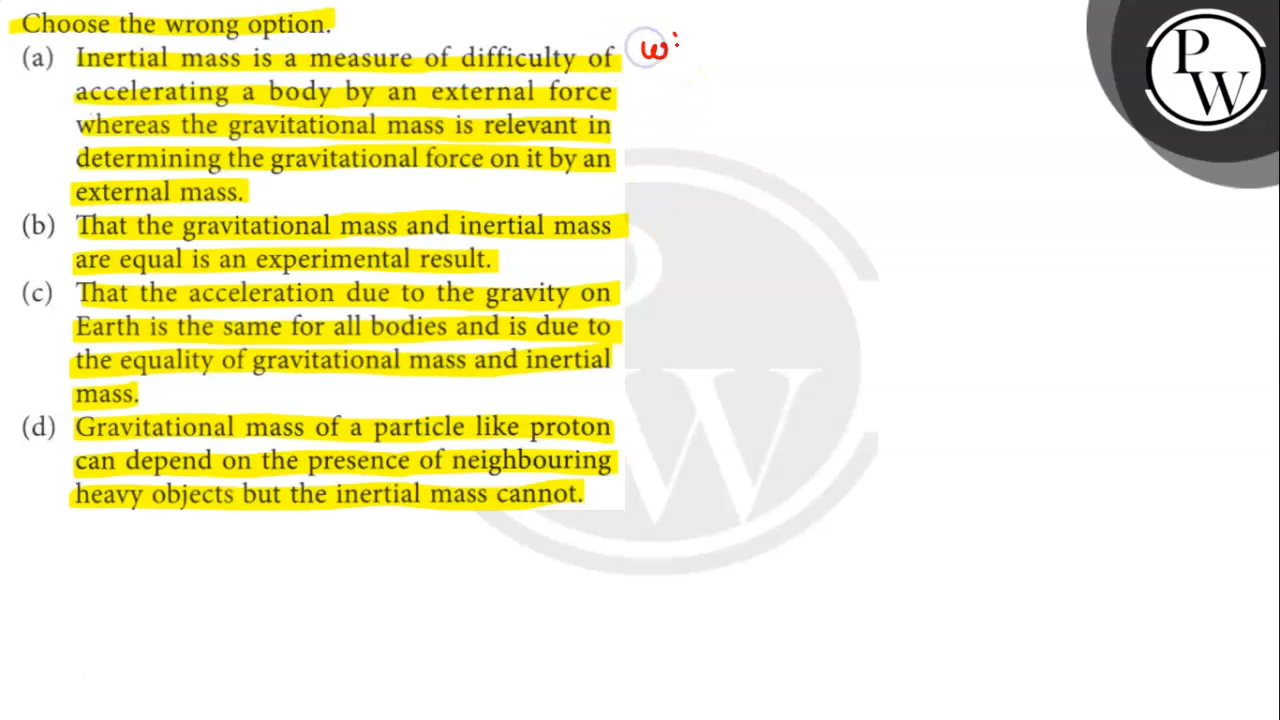 Choose the wrong option.
(a) Inertial mass is a measure of difficulty of
accelerating a body by an external force
whereas the gravitational mass is relevant in
determining the gravitational force on it by an
external mass.
(b) That the gravitational mass and inertial mass
are equal is an experimental result.
(c) That the acceleration due to the gravity on
Earth is the same for all bodies and is due to
the equality of gravitational mass and inertial
mass.
(d) Gravitational mass of a particle like proton
can depend on the presence of neighbouring
heavy objects but the inertial mass cannot.
P
W
P
W